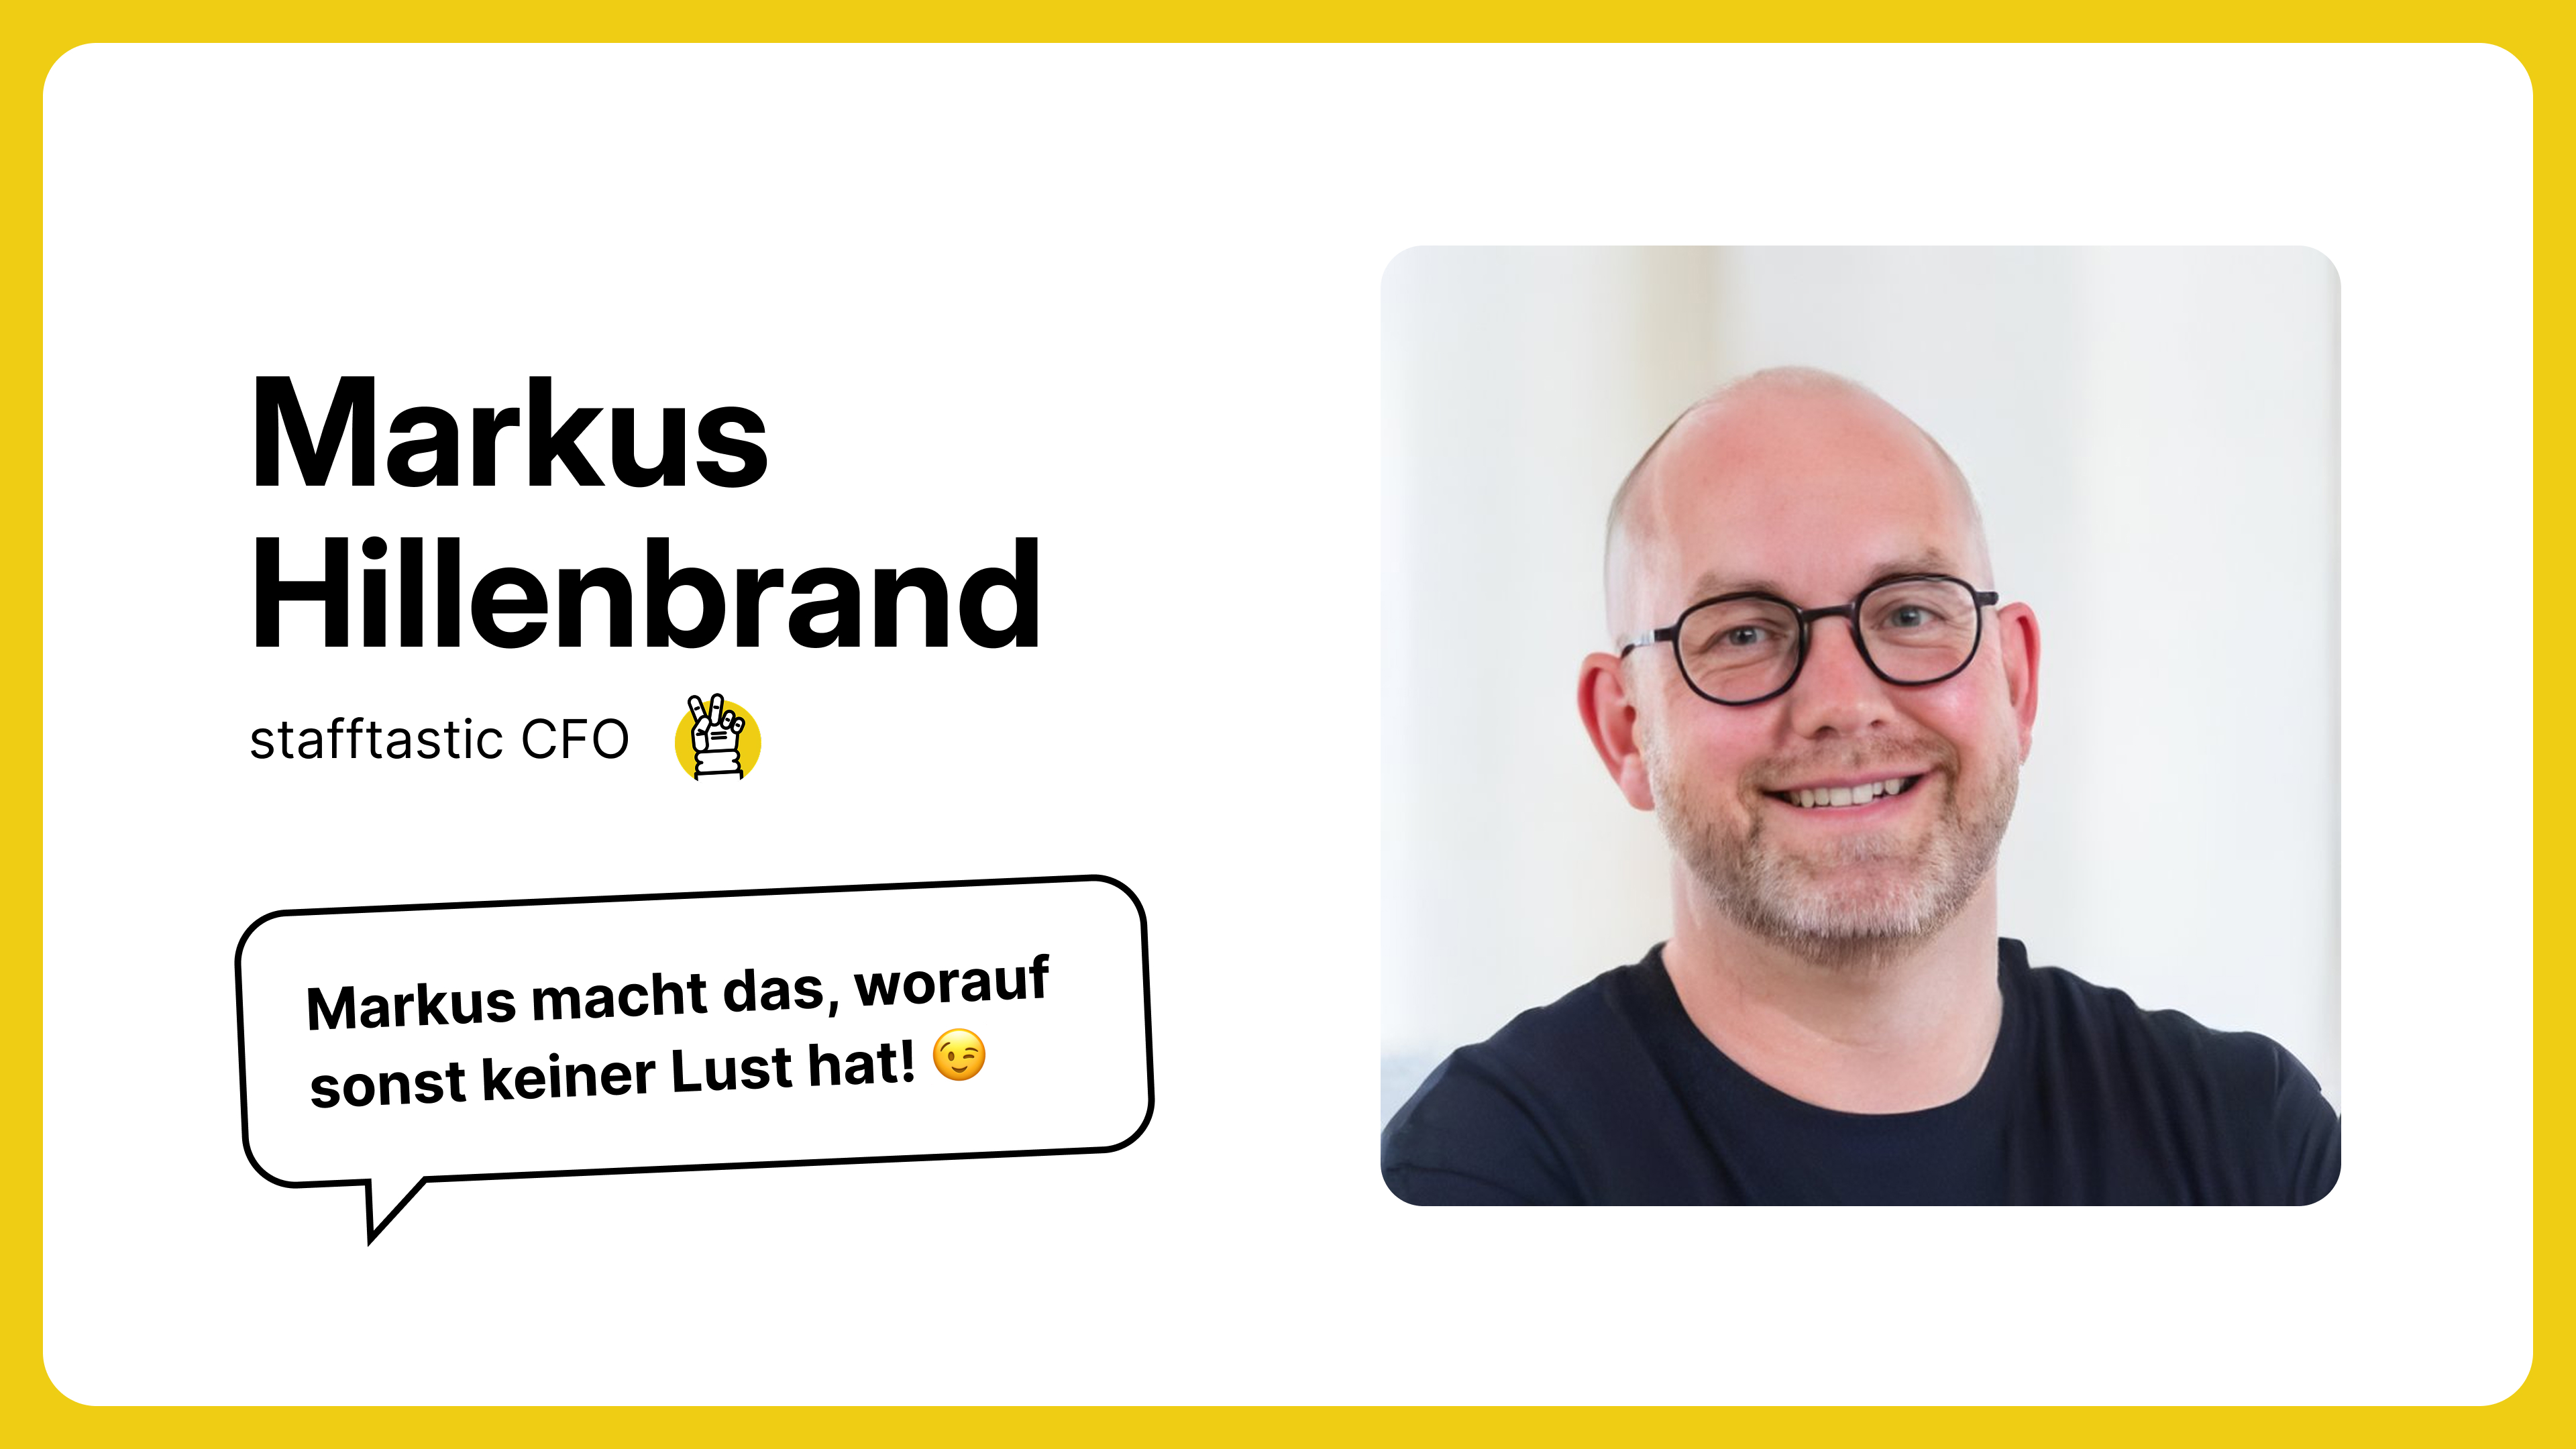 Markus
Hillenbrand
stafftastic CFO
Markus macht das, worauf
sonst keiner Lust hat! 😉